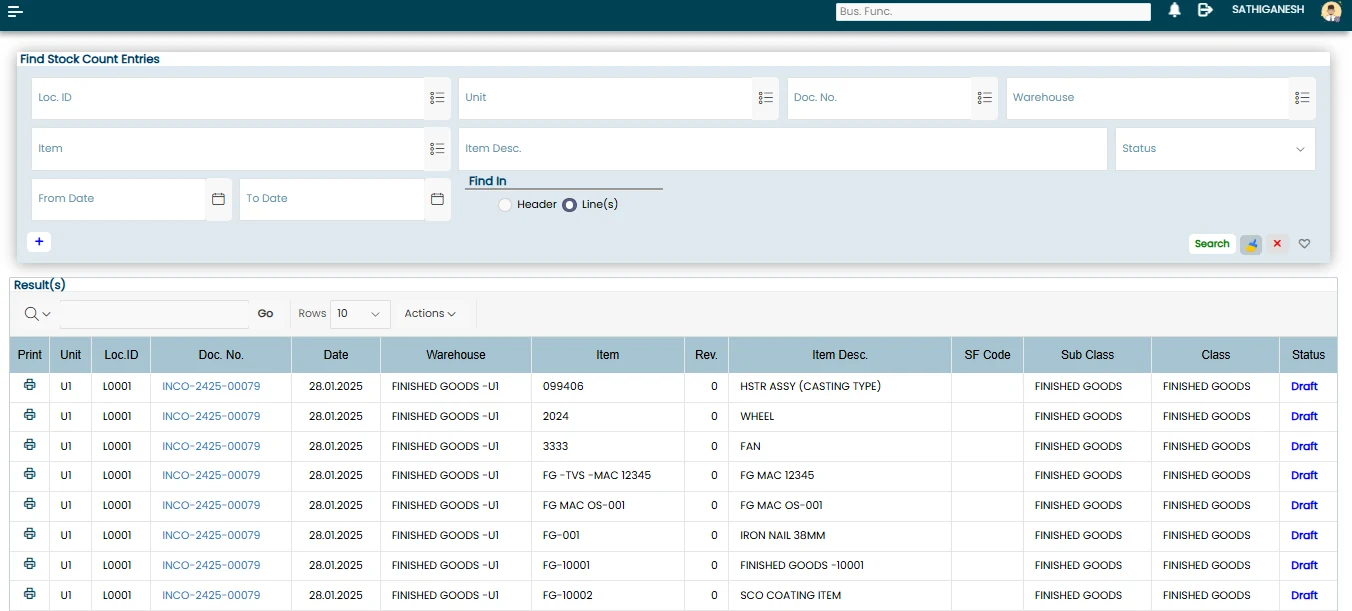 Bus. Func. SATHIGANESH
Find Stock Count Entries
Loc. ID Unit Doc. No. Warehouse
Item Item Desc. Status
From Date To Date Find In
Header Line(s)
+ Search
Result(s)
Go Rows 10 Actions
Print Unit Loc.ID Doc. No. Date Warehouse Item Rev. Item Desc. SF Code Sub Class Class Status
U1 L0001 INCO-2425-00079 28.01.2025 FINISHED GOODS -U1 099406 0 HSTR ASSY (CASTING TYPE) FINISHED GOODS FINISHED GOODS Draft
U1 L0001 INCO-2425-00079 28.01.2025 FINISHED GOODS -U1 2024 0 WHEEL FINISHED GOODS FINISHED GOODS Draft
U1 L0001 INCO-2425-00079 28.01.2025 FINISHED GOODS -U1 3333 0 FAN FINISHED GOODS FINISHED GOODS Draft
U1 L0001 INCO-2425-00079 28.01.2025 FINISHED GOODS -U1 FG -TVS -MAC 12345 0 FG MAC 12345 FINISHED GOODS FINISHED GOODS Draft
U1 L0001 INCO-2425-00079 28.01.2025 FINISHED GOODS -U1 FG MAC OS-001 0 FG MAC OS-001 FINISHED GOODS FINISHED GOODS Draft
U1 L0001 INCO-2425-00079 28.01.2025 FINISHED GOODS -U1 FG-001 0 IRON NAIL 38MM FINISHED GOODS FINISHED GOODS Draft
U1 L0001 INCO-2425-00079 28.01.2025 FINISHED GOODS -U1 FG-10001 0 FINISHED GOODS -10001 FINISHED GOODS FINISHED GOODS Draft
U1 L0001 INCO-2425-00079 28.01.2025 FINISHED GOODS -U1 FG-10002 0 SCO COATING ITEM FINISHED GOODS FINISHED GOODS Draft